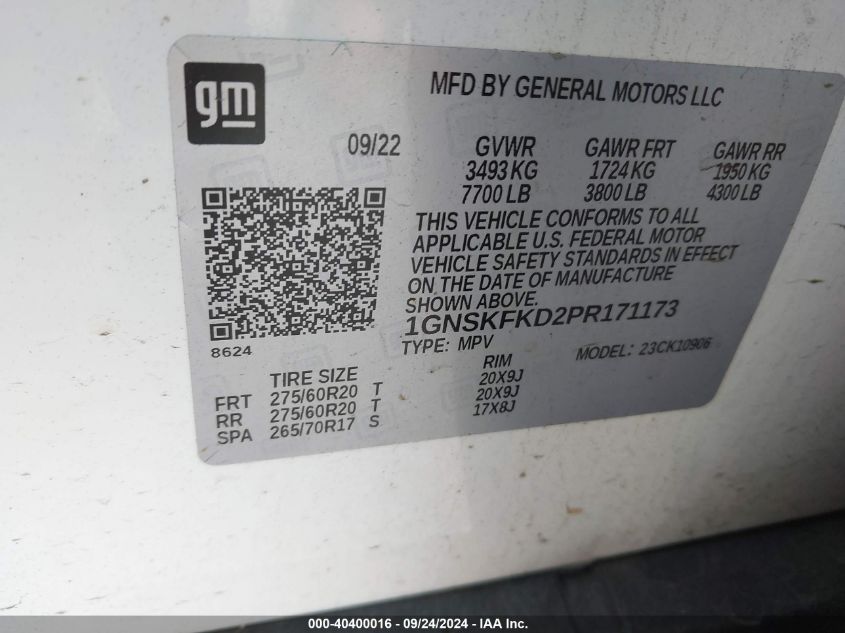 gm
MFD BY GENERAL MOTORS LLC
09/22 GVWR GAWR FRT GAWR RR
3493 KG 1724 KG 1950 KG
7700 LB 3800 LB 4300 LB
THIS VEHICLE CONFORMS TO ALL
APPLICABLE U.S. FEDERAL MOTOR
VEHICLE SAFETY STANDARDS IN EFFECT
ON THE DATE OF MANUFACTURE
SHOWN ABOVE.
1GNSKFKD2PR171173
8624
TYPE: MPV MODEL: 23CK10906
TIRE SIZE RIM
FRT 275/60R20 T 20X9J
RR 275/60R20 T 20X9J
SPA 265/70R17 S 17X8J
000-40400016 - 09/24/2024 - IAA Inc.